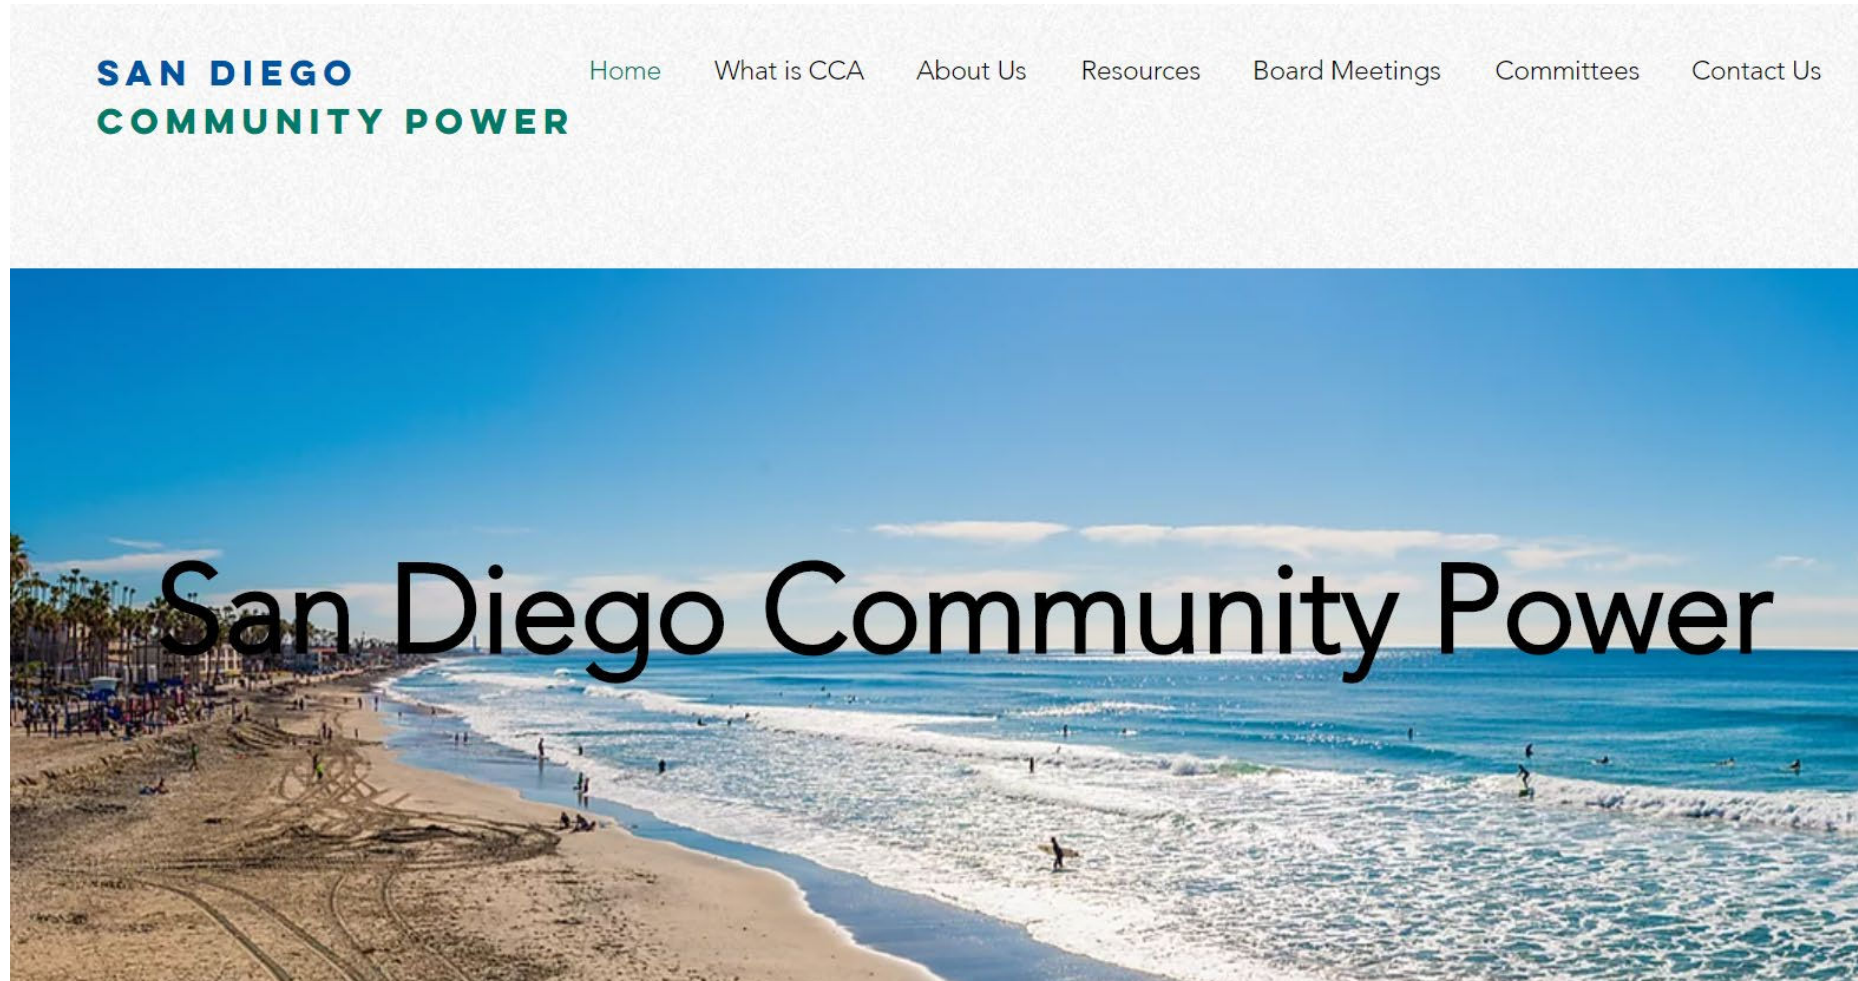 SAN DIEGO
COMMUNITY POWER
Home What is CCA About Us Resources Board Meetings Committees Contact Us
San Diego Community Power